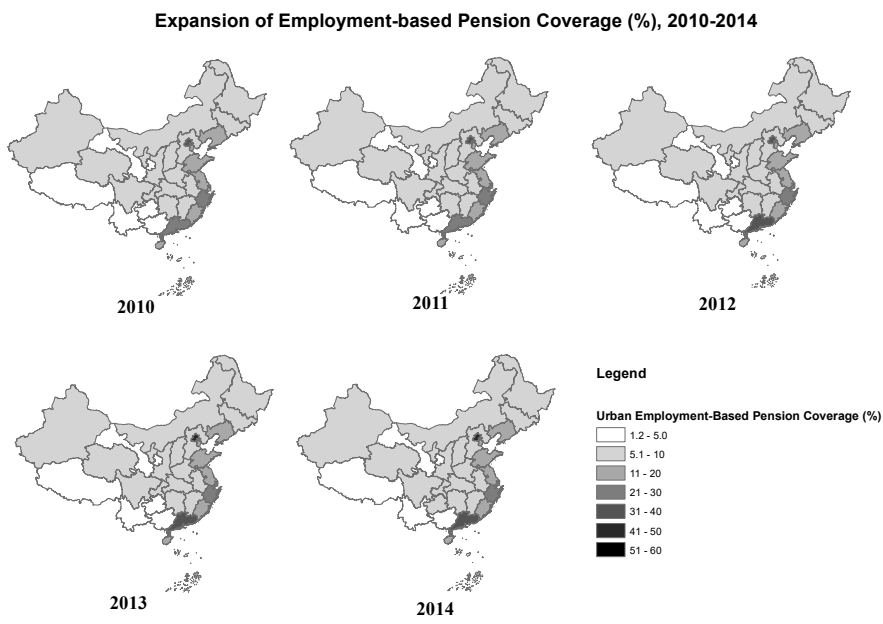 Expansion of Employment-based Pension Coverage (%), 2010-2014
2010
2011
2012
2013
2014
Legend
Urban Employment-Based Pension Coverage (%)
1.2 - 5.0
5.1 - 10
11 - 20
21 - 30
31 - 40
41 - 50
51 - 60